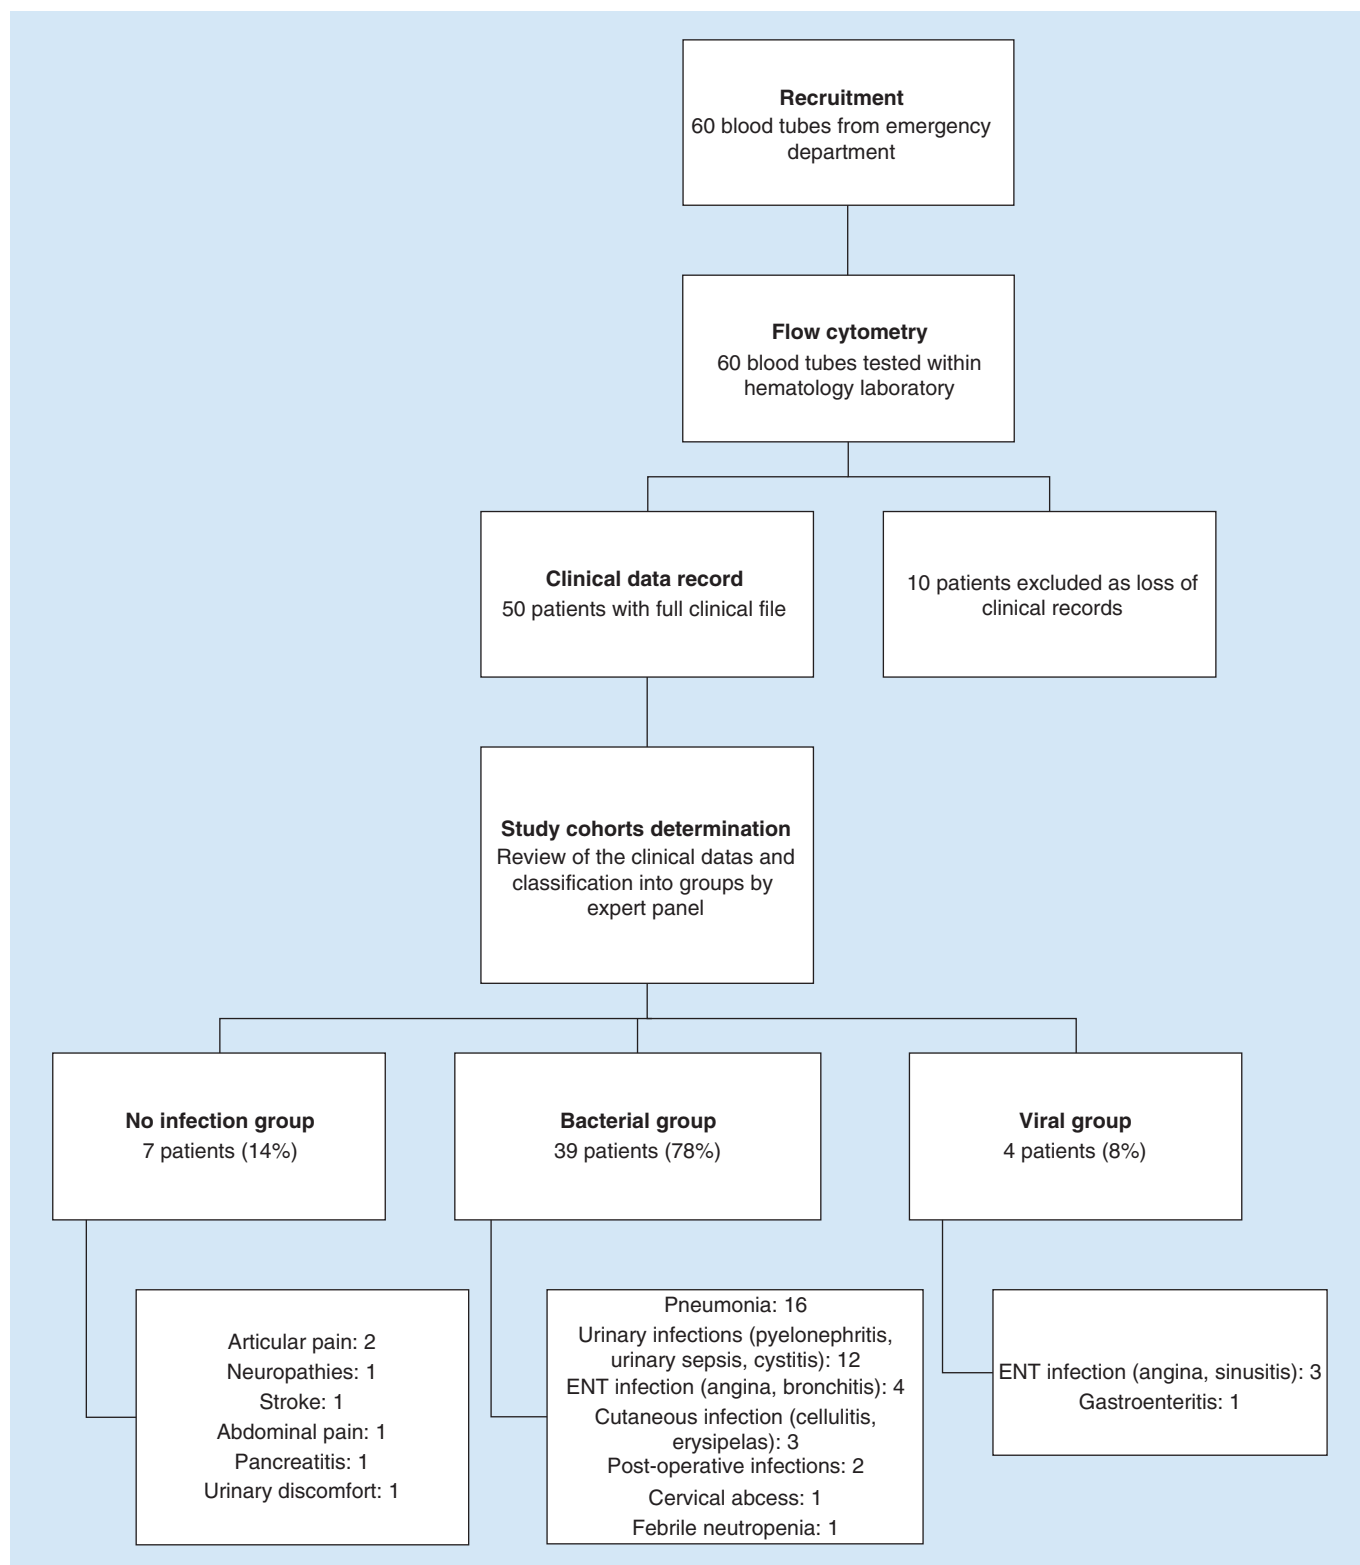 Recruitment
60 blood tubes from emergency
department
Flow cytometry
60 blood tubes tested within
hematology laboratory
Clinical data record
50 patients with full clinical file
10 patients excluded as loss of
clinical records
Study cohorts determination
Review of the clinical datas and
classification into groups by
expert panel
No infection group
7 patients (14%)
Bacterial group
39 patients (78%)
Viral group
4 patients (8%)
Articular pain: 2
Neuropathies: 1
Stroke: 1
Abdominal pain: 1
Pancreatitis: 1
Urinary discomfort: 1
Pneumonia: 16
Urinary infections (pyelonephritis,
urinary sepsis, cystitis): 12
ENT infection (angina, bronchitis): 4
Cutaneous infection (cellulitis,
erysipelas): 3
Post-operative infections: 2
Cervical abcess: 1
Febrile neutropenia: 1
ENT infection (angina, sinusitis): 3
Gastroenteritis: 1